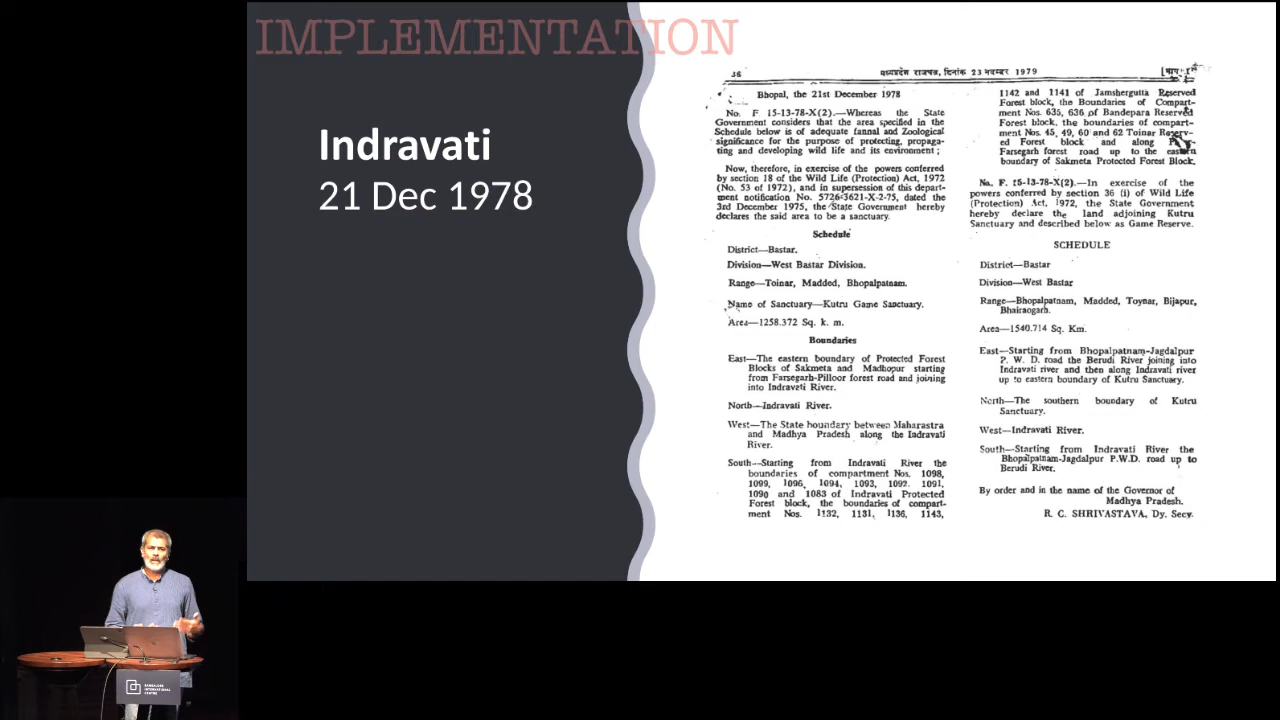 IMPLEMENTATION
Indravati
21 Dec 1978
36
मध्यप्रदेश राजपत्र, दिनांक 23 नवम्बर 1979
Bhopal, the 21st December 1978
No. F 15-13-78-X(2).—Whereas the State
Government considers that the area specified in the
Schedule below is of adequate fannal and Zoological
significance for the purpose of protecting, propaga-
ting and developing wild life and its environment ;
Now, therefore, in exercise of the powers conferred
by section 18 of the Wild Life (Protection) Act, 1972
(No. 53 of 1972), and in supersession of this depart-
ment notification No. 5726-3621-X-2-75, dated the
3rd December 1975, the State Government hereby
declares the said area to be a sanctuary.
Schedule
District—Bastar.
Division—West Bastar Division.
Range—Toinar, Madded, Bhopalpatnam.
Name of Sanctuary—Kutru Game Sanctuary.
Area—1258.372 Sq. k. m.
Boundaries
East—The eastern boundary of Protected Forest
Blocks of Sakmeta and Madhopur starting
from Farsegarh-Pilloor forest road and joining
into Indravati River.
North—Indravati River.
West—The State boundary between Maharastra
and Madhya Pradesh along the Indravati
River.
South—Starting from Indravati River the
boundaries of compartment Nos. 1098,
1099, 1096, 1094, 1093, 1092, 1091,
1090 and 1083 of Indravati Protected
Forest block, the boundaries of compart-
ment Nos. 1132, 1131, 1136, 1143,
1142 and 1141 of Jamshergutta Reserved
Forest block, the Boundaries of Compart-
ment Nos. 635, 636 of Bandepara Reserved
Forest block, the boundaries of compart-
ment Nos. 45, 49, 60 and 62 Toinar Reserv-
ed Forest block and along
Farsegarh forest road up to the eastern
boundary of Sakmeta Protected Forest Block.
No. F. 15-13-78-X(2).—In exercise of the
powers conferred by section 36 (i) of Wild Life
(Protection) Act, 1972, the State Government
hereby declare the land adjoining Kutru
Sanctuary and described below as Game Reserve.
SCHEDULE
District—Bastar
Division—West Bastar
Range—Bhopalpatnam, Madded, Toynar, Bijapur,
Bhairaogarh.
Area—1540.714 Sq. Km.
East—Starting from Bhopalpatnam-Jagdalpur
P. W. D. road the Berudi River joining into
Indravati river and then along Indravati river
up to eastern boundary of Kutru Sanctuary.
North—The southern boundary of Kutru
Sanctuary.
West—Indravati River.
South—Starting from Indravati River the
Bhopalpatnam-Jagdalpur P.W.D. road up to
Berudi River.
By order and in the name of the Governor of
Madhya Pradesh.
R. C. SHRIVASTAVA, Dy. Secy.
BANGALORE
INTERNATIONAL
CENTRE